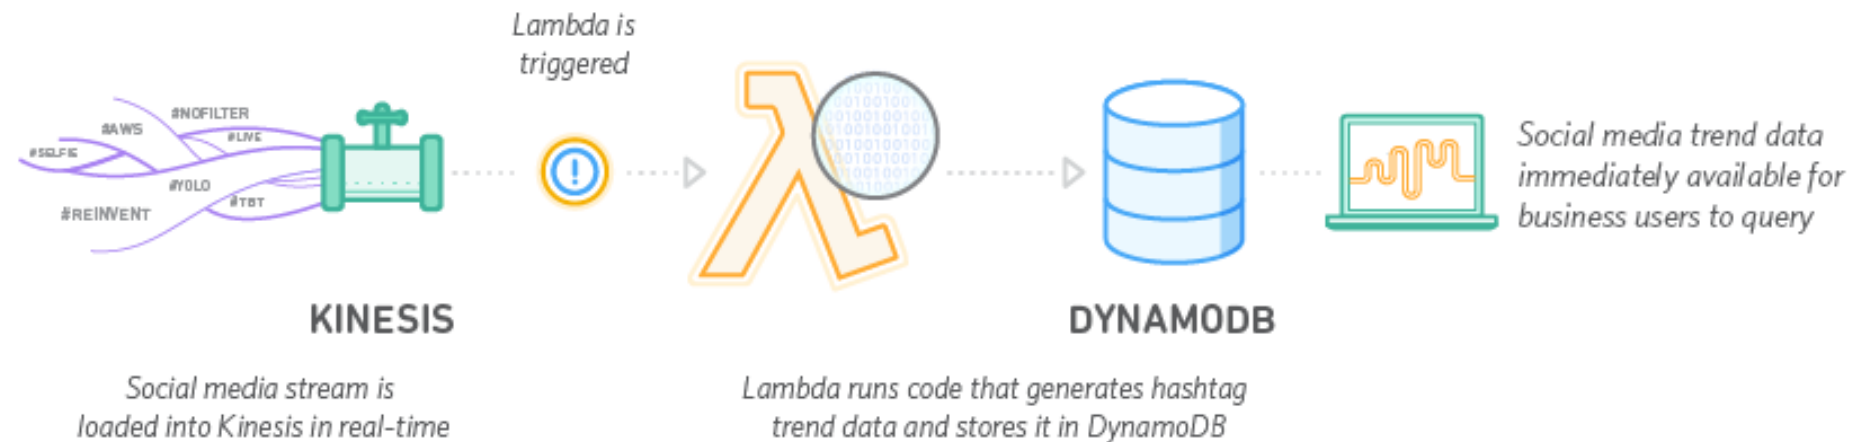 Lambda is
triggered
#NOFILTER
#AWS
#LIVE
#SELFIE
#YOLO
#TBT
#REINVENT
Social media trend data
immediately available for
business users to query
KINESIS
DYNAMODB
Social media stream is
loaded into Kinesis in real-time
Lambda runs code that generates hashtag
trend data and stores it in DynamoDB